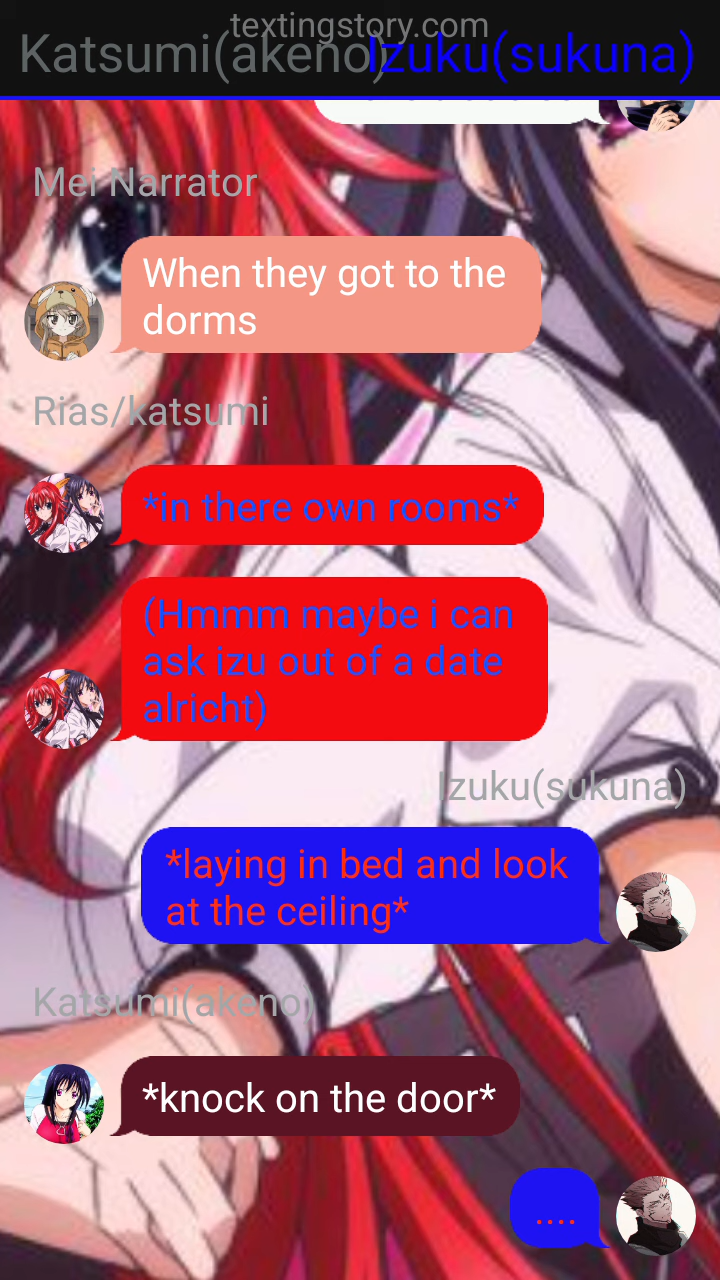 textingstory.com
Katsumi(akeno)
Izuku(sukuna)
Mei Narrator
When they got to the
dorms
Rias/katsumi
*in there own rooms*
(Hmmm maybe i can
ask izu out of a date
alricht)
Izuku(sukuna)
*laying in bed and look
at the ceiling*
Katsumi(akeno)
*knock on the door*
....